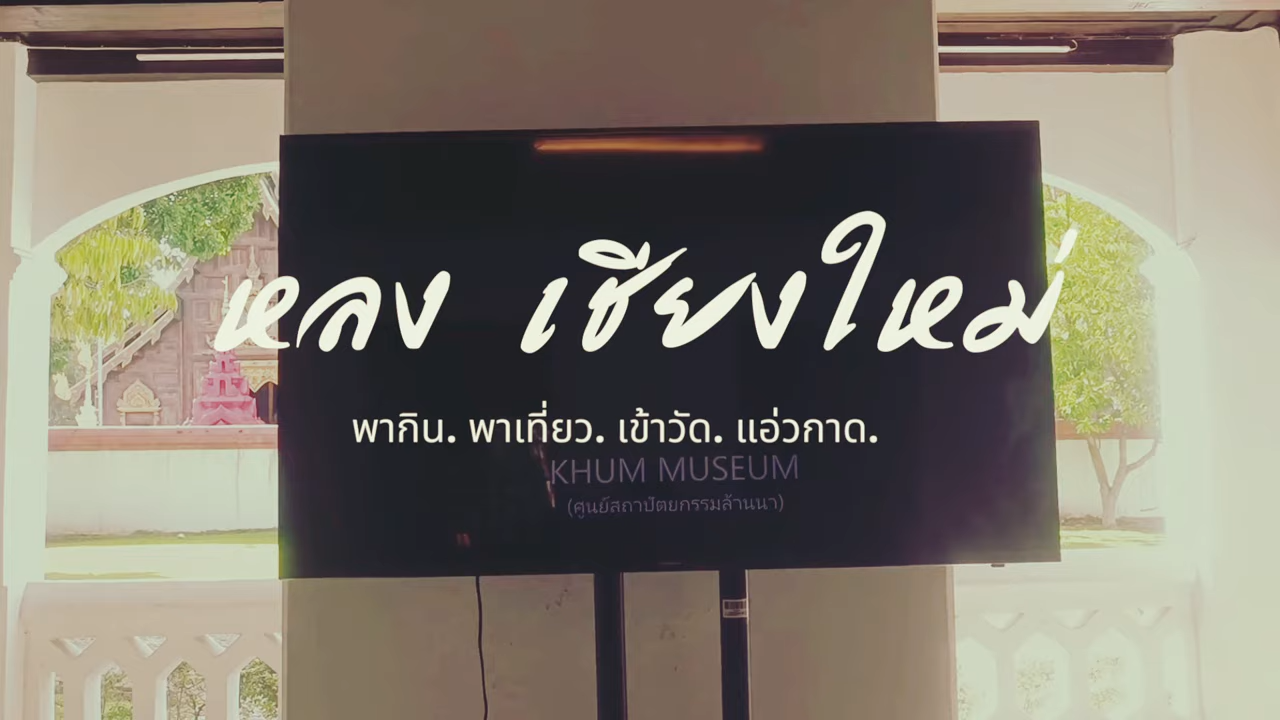 หลง เชียงใหม่
พากิน. พาเที่ยว. เข้าวัด. แอ่วกาด.
KHUM MUSEUM
(ศูนย์สถาปัตยกรรมล้านนา)